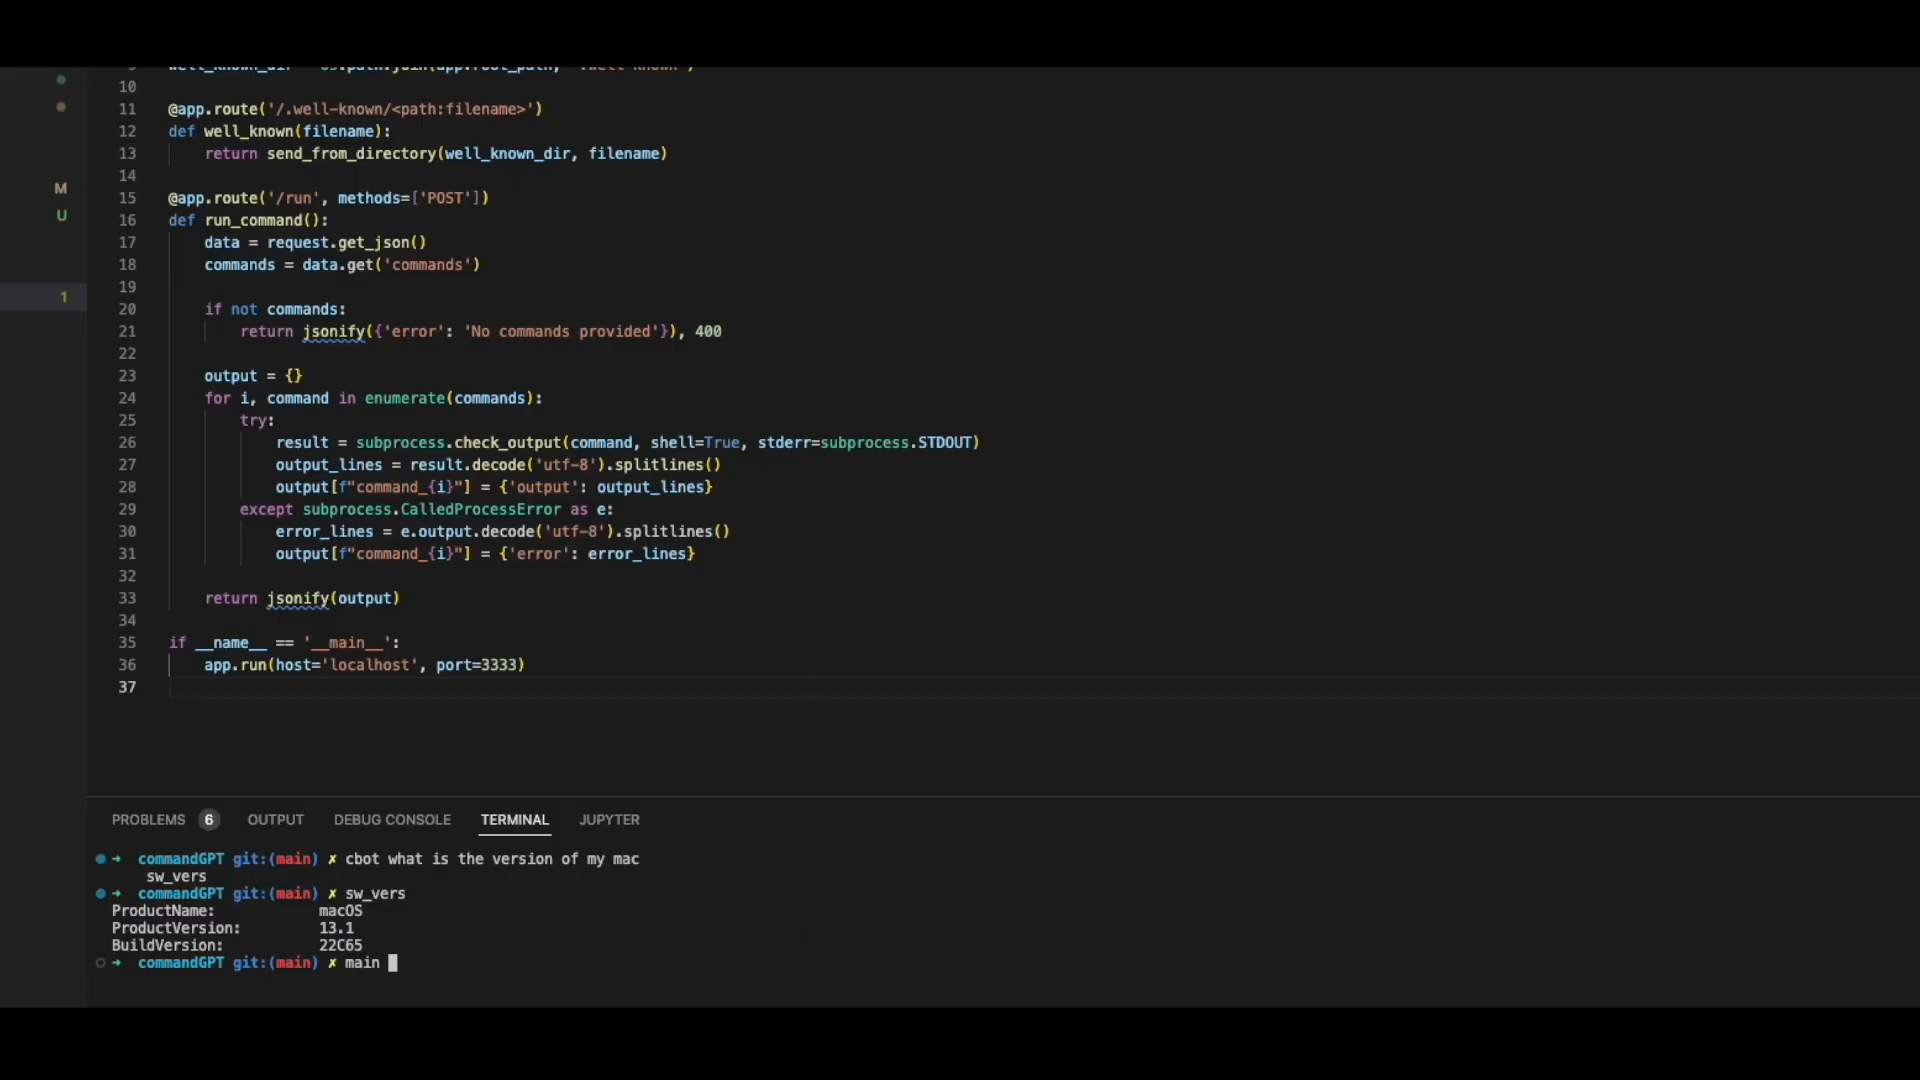 10
11 @app.route('/.well-known/<path:filename>')
12 def well_known(filename):
13 return send_from_directory(well_known_dir, filename)
14
15 @app.route('/run', methods=['POST'])
16 def run_command():
17 data = request.get_json()
18 commands = data.get('commands')
19
20 if not commands:
21 return jsonify({'error': 'No commands provided'}), 400
22
23 output = {}
24 for i, command in enumerate(commands):
25 try:
26 result = subprocess.check_output(command, shell=True, stderr=subprocess.STDOUT)
27 output_lines = result.decode('utf-8').splitlines()
28 output[f"command_{i}"] = {'output': output_lines}
29 except subprocess.CalledProcessError as e:
30 error_lines = e.output.decode('utf-8').splitlines()
31 output[f"command_{i}"] = {'error': error_lines}
32
33 return jsonify(output)
34
35 if __name__ == '__main__':
36 app.run(host='localhost', port=3333)
37
M
U
1
PROBLEMS 6 OUTPUT DEBUG CONSOLE TERMINAL JUPYTER
➜ commandGPT git:(main) ✗ cbot what is the version of my mac
sw_vers
➜ commandGPT git:(main) ✗ sw_vers
ProductName: macOS
ProductVersion: 13.1
BuildVersion: 22C65
➜ commandGPT git:(main) ✗ main